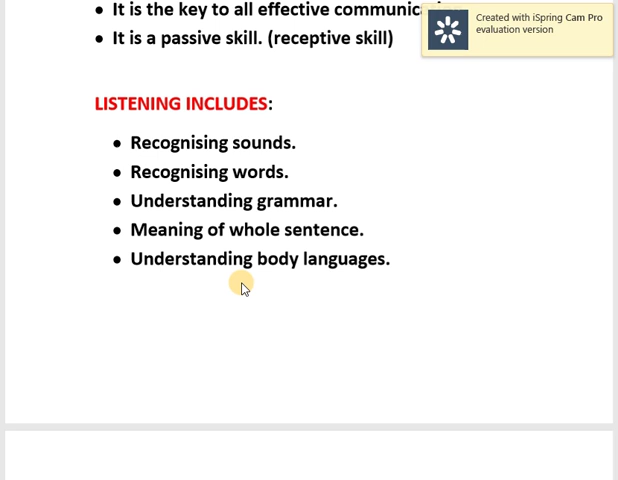 • It is the key to all effective
• It is a passive skill. (receptive skill)
Created with iSpring Cam Pro
evaluation version
LISTENING INCLUDES:
• Recognising sounds.
• Recognising words.
• Understanding grammar.
• Meaning of whole sentence.
• Understanding body languages.